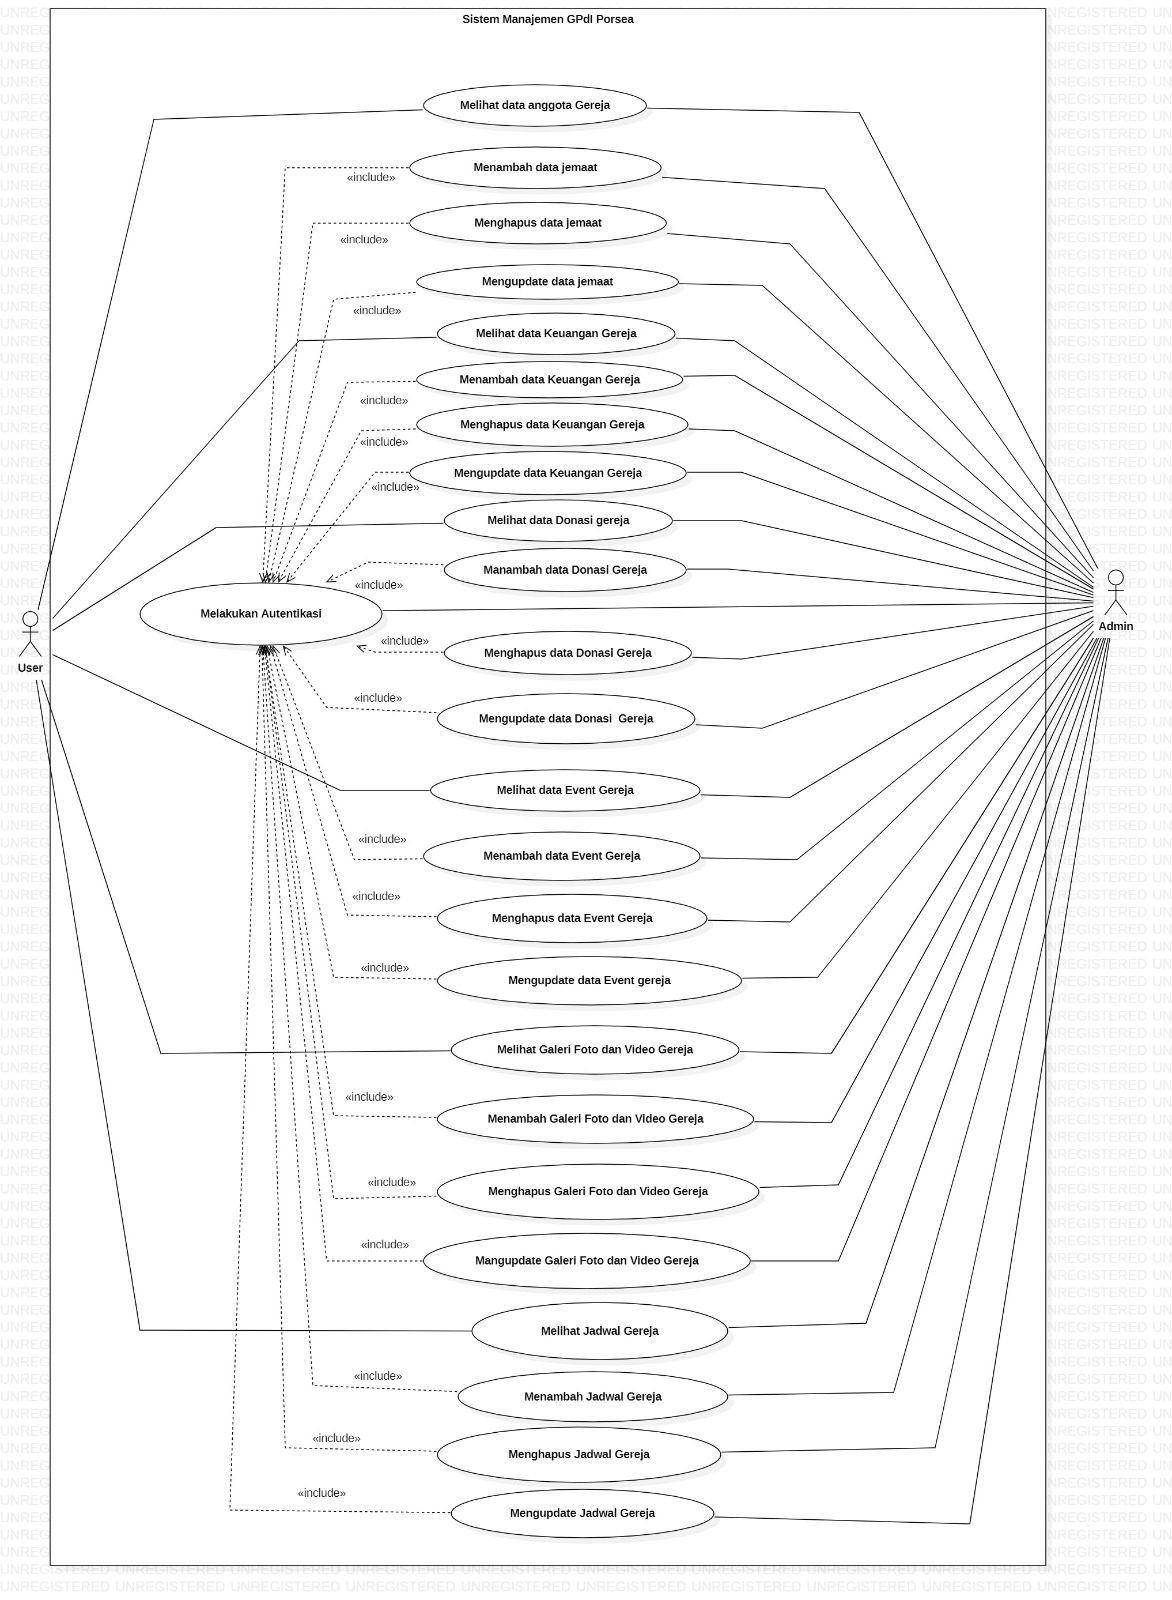 Sistem Manajemen GPdI Porsea
Melihat data anggota Gereja
Menambah data jemaat
«include»
Menghapus data jemaat
«include»
Mengupdate data jemaat
«include»
Melihat data Keuangan Gereja
Menambah data Keuangan Gereja
«include»
Menghapus data Keuangan Gereja
«include»
Mengupdate data Keuangan Gereja
«include»
Melihat data Donasi gereja
Manambah data Donasi Gereja
«include»
Melakukan Autentikasi
Admin
User
«include»
Menghapus data Donasi Gereja
«include»
Mengupdate data Donasi  Gereja
Melihat data Event Gereja
«include»
Menambah data Event Gereja
«include»
Menghapus data Event Gereja
«include»
Mengupdate data Event gereja
Melihat Galeri Foto dan Video Gereja
«include»
Menambah Galeri Foto dan Video Gereja
«include»
Menghapus Galeri Foto dan Video Gereja
«include»
Mangupdate Galeri Foto dan Video Gereja
Melihat Jadwal Gereja
«include»
Menambah Jadwal Gereja
«include»
Menghapus Jadwal Gereja
«include»
Mengupdate Jadwal Gereja
UNREGISTERED UNREGISTERED UNREGISTERED UNREGISTERED UNREGISTERED UNREGISTERED UNREGISTERED UNREGISTERED UNREGISTERED UNREGISTERED UN